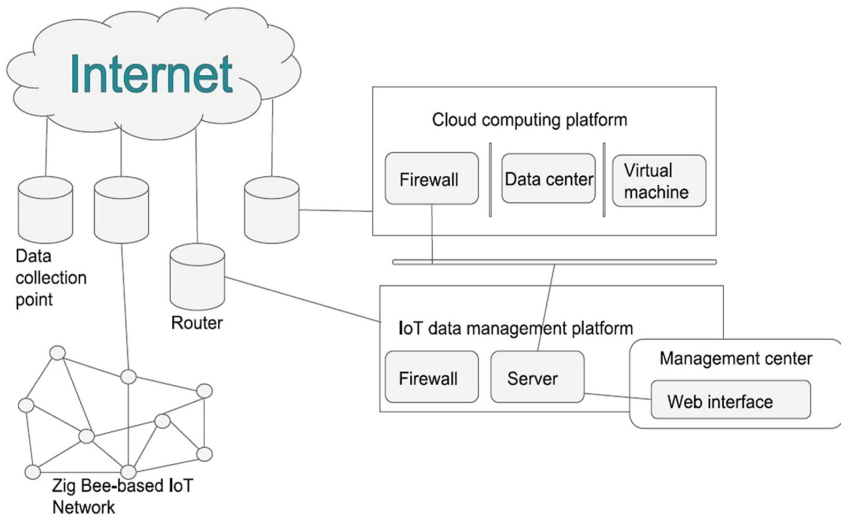 Internet
Cloud computing platform
Firewall
Data center
Virtual
machine
Data
collection
point
Router
IoT data management platform
Firewall
Server
Management center
Web interface
Zig Bee-based IoT
Network